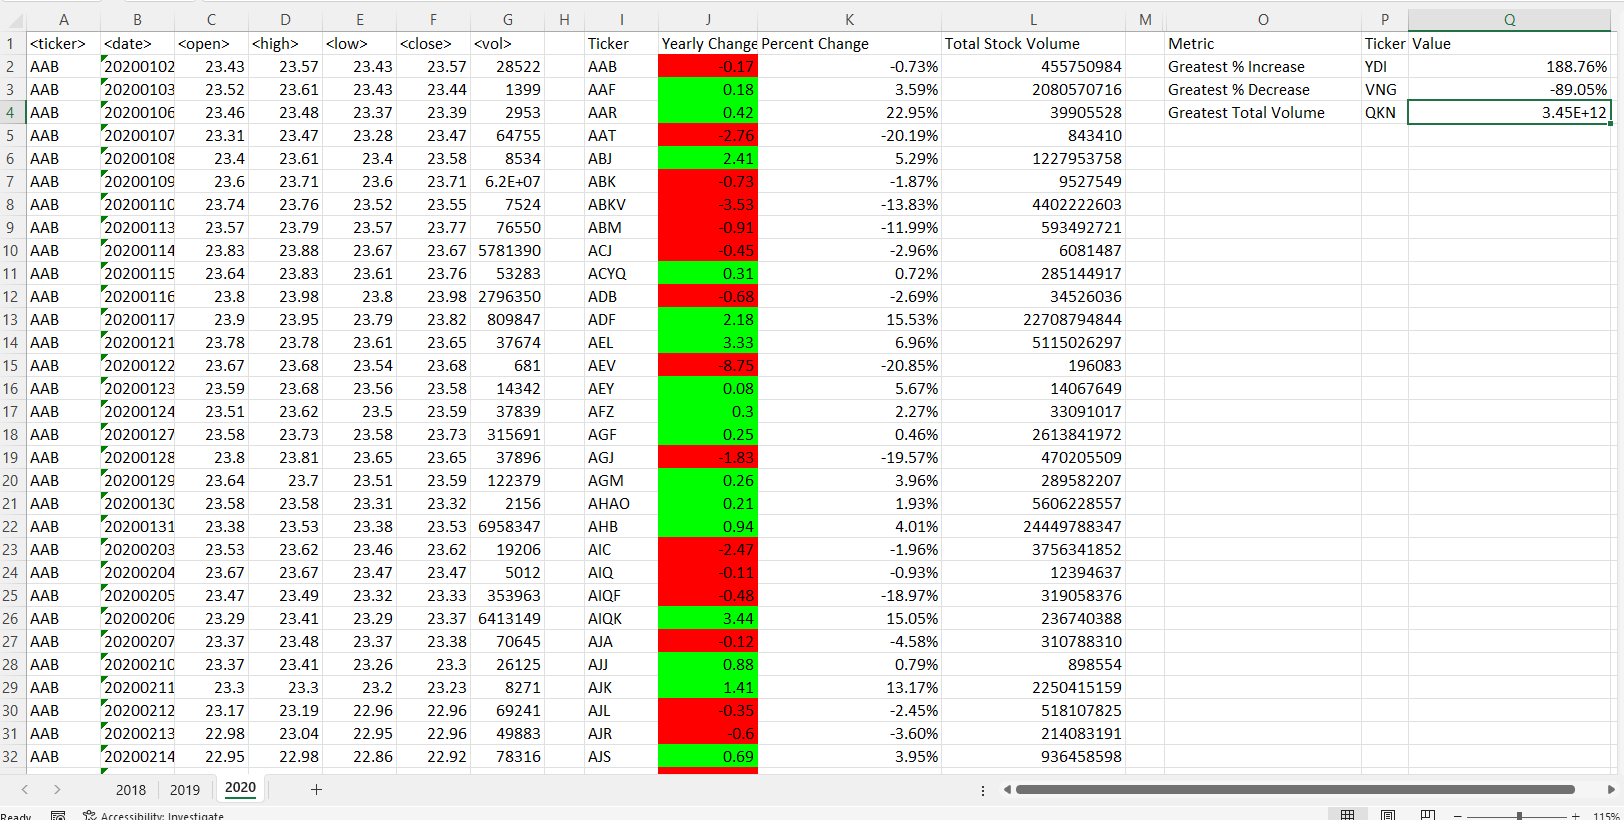 A B C D E F G H I J K L M O P Q
1 <ticker> <date> <open> <high> <low> <close> <vol> Ticker Yearly Change Percent Change Total Stock Volume Metric Ticker Value
2 AAB 20200102 23.43 23.57 23.43 23.57 28522 AAB -0.17 -0.73% 455750984 Greatest % Increase YDI 188.76%
3 AAB 20200103 23.52 23.61 23.43 23.44 1399 AAF 0.18 3.59% 2080570716 Greatest % Decrease VNG -89.05%
4 AAB 20200106 23.46 23.48 23.37 23.39 2953 AAR 0.42 22.95% 39905528 Greatest Total Volume QKN 3.45E+12
5 AAB 20200107 23.31 23.47 23.28 23.47 64755 AAT -2.76 -20.19% 843410
6 AAB 20200108 23.4 23.61 23.4 23.58 8534 ABJ 2.41 5.29% 1227953758
7 AAB 20200109 23.6 23.71 23.6 23.71 6.2E+07 ABK -0.73 -1.87% 9527549
8 AAB 20200110 23.74 23.76 23.52 23.55 7524 ABKV -3.53 -13.83% 4402222603
9 AAB 20200113 23.57 23.79 23.57 23.77 76550 ABM -0.91 -11.99% 593492721
10 AAB 20200114 23.83 23.88 23.67 23.67 5781390 ACJ -0.45 -2.96% 6081487
11 AAB 20200115 23.64 23.83 23.61 23.76 53283 ACYQ 0.31 0.72% 285144917
12 AAB 20200116 23.8 23.98 23.8 23.98 2796350 ADB -0.68 -2.69% 34526036
13 AAB 20200117 23.9 23.95 23.79 23.82 809847 ADF 2.18 15.53% 22708794844
14 AAB 20200121 23.78 23.78 23.61 23.65 37674 AEL 3.33 6.96% 5115026297
15 AAB 20200122 23.67 23.68 23.54 23.68 681 AEV -8.75 -20.85% 196083
16 AAB 20200123 23.59 23.68 23.56 23.58 14342 AEY 0.08 5.67% 14067649
17 AAB 20200124 23.51 23.62 23.5 23.59 37839 AFZ 0.3 2.27% 33091017
18 AAB 20200127 23.58 23.73 23.58 23.73 315691 AGF 0.25 0.46% 2613841972
19 AAB 20200128 23.8 23.81 23.65 23.65 37896 AGJ -1.83 -19.57% 470205509
20 AAB 20200129 23.64 23.7 23.51 23.59 122379 AGM 0.26 3.96% 289582207
21 AAB 20200130 23.58 23.58 23.31 23.32 2156 AHAO 0.21 1.93% 5606228557
22 AAB 20200131 23.38 23.53 23.38 23.53 6958347 AHB 0.94 4.01% 24449788347
23 AAB 20200203 23.53 23.62 23.46 23.62 19206 AIC -2.47 -1.96% 3756341852
24 AAB 20200204 23.67 23.67 23.47 23.47 5012 AIQ -0.11 -0.93% 12394637
25 AAB 20200205 23.47 23.49 23.32 23.33 353963 AIQF -0.48 -18.97% 319058376
26 AAB 20200206 23.29 23.41 23.29 23.37 6413149 AIQK 3.44 15.05% 236740388
27 AAB 20200207 23.37 23.48 23.37 23.38 70645 AJA -0.12 -4.58% 310788310
28 AAB 20200210 23.37 23.41 23.26 23.3 26125 AJJ 0.88 0.79% 898554
29 AAB 20200211 23.3 23.3 23.2 23.23 8271 AJK 1.41 13.17% 2250415159
30 AAB 20200212 23.17 23.19 22.96 22.96 69241 AJL -0.35 -2.45% 518107825
31 AAB 20200213 22.98 23.04 22.95 22.96 49883 AJR -0.6 -3.60% 214083191
32 AAB 20200214 22.95 22.98 22.86 22.92 78316 AJS 0.69 3.95% 936458598
2018 2019 2020
Ready Accessibility: Investigate 115%